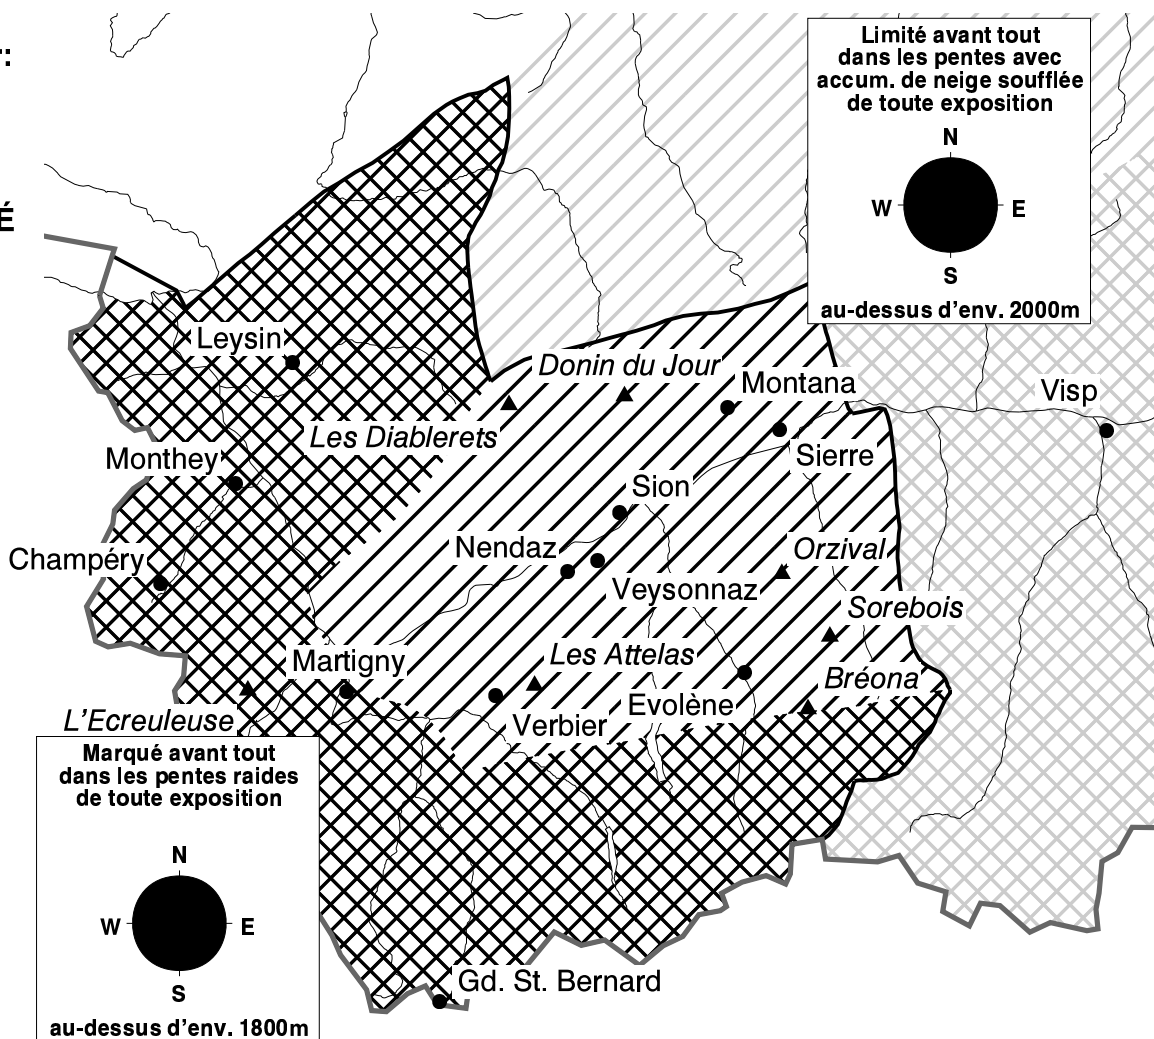 :
É
Limité avant tout
dans les pentes avec
accum. de neige soufflée
de toute exposition
N
W
E
S
au-dessus d'env. 2000m
Leysin
Donin du Jour
Montana
Visp
Les Diablerets
Sierre
Monthey
Sion
Champéry
Nendaz
Orzival
Veysonnaz
Sorebois
Martigny
Les Attelas
Bréona
L'Ecreuleuse
Verbier
Evolène
Marqué avant tout
dans les pentes raides
de toute exposition
N
W
E
S
au-dessus d'env. 1800m
Gd. St. Bernard